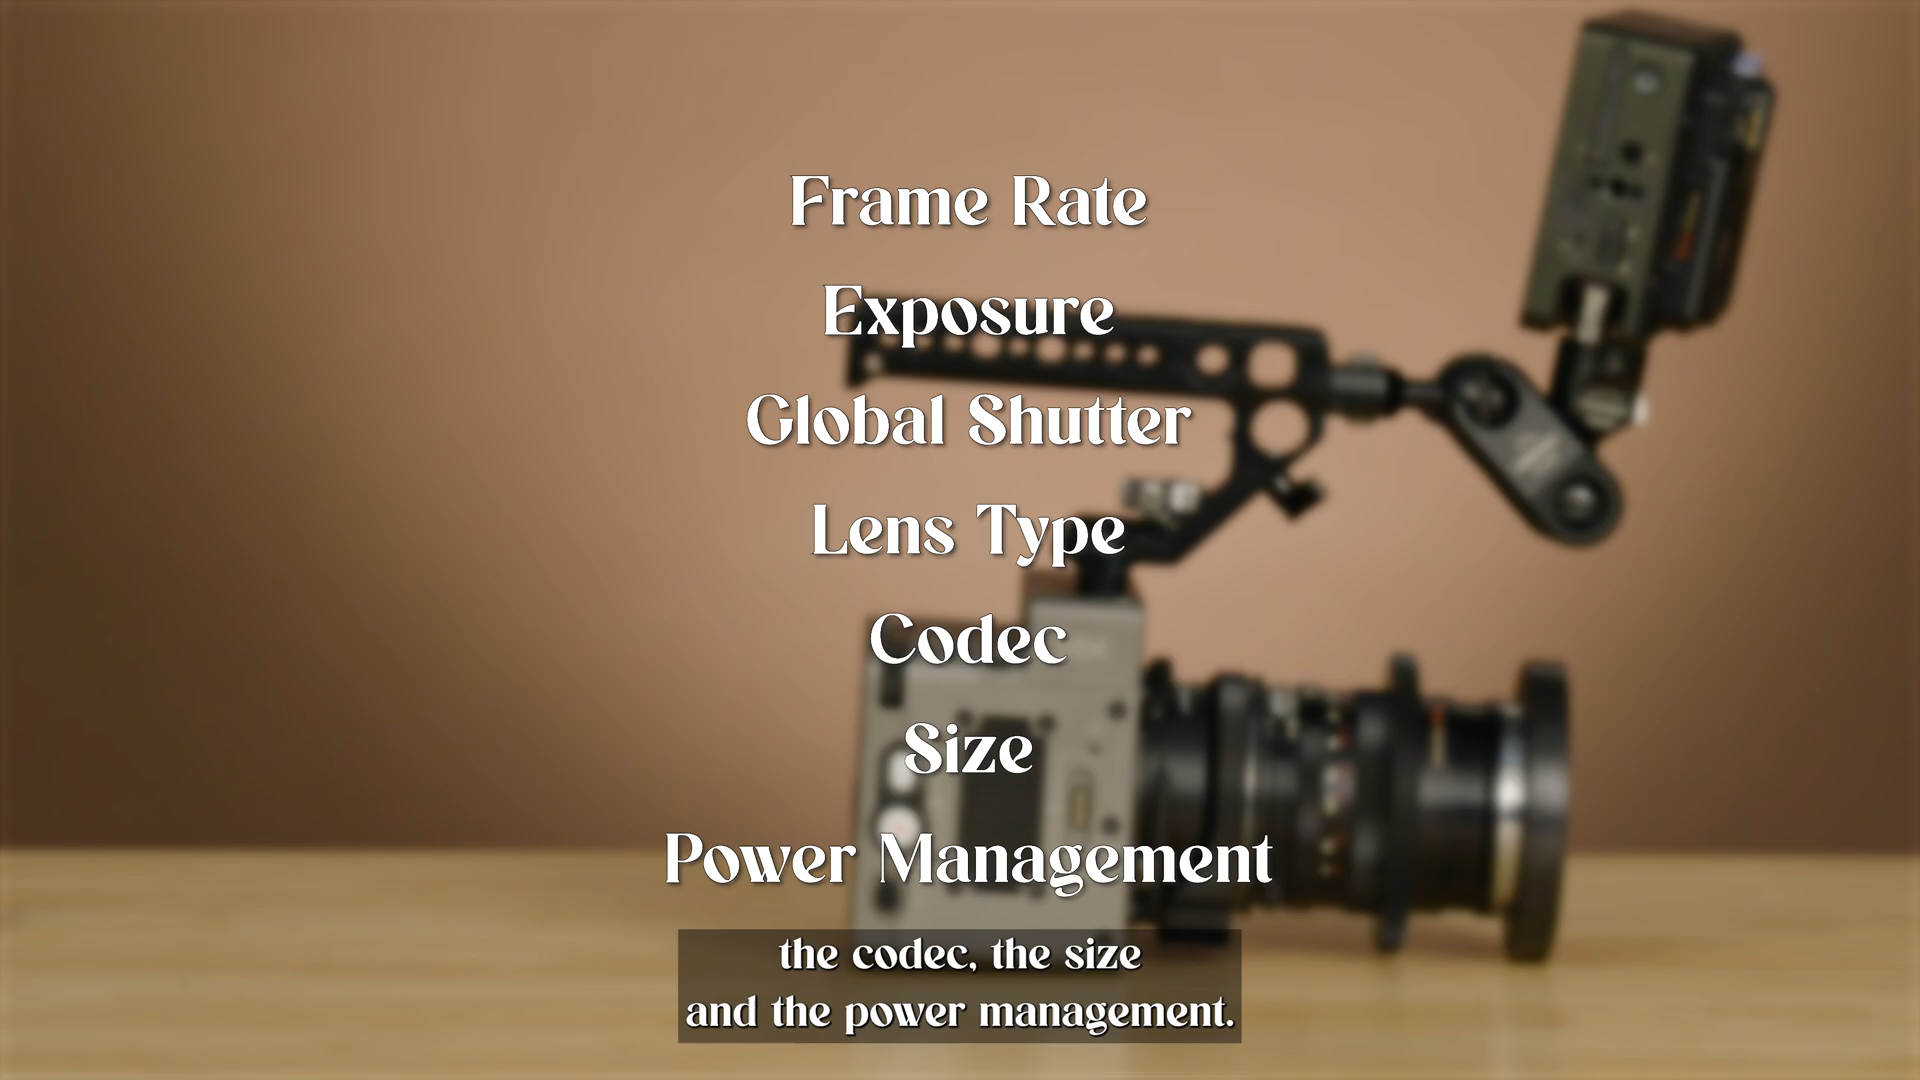 Frame Rate
Exposure
Global Shutter
Lens Type
Codec
Size
Power Management
the codec, the size
and the power management.